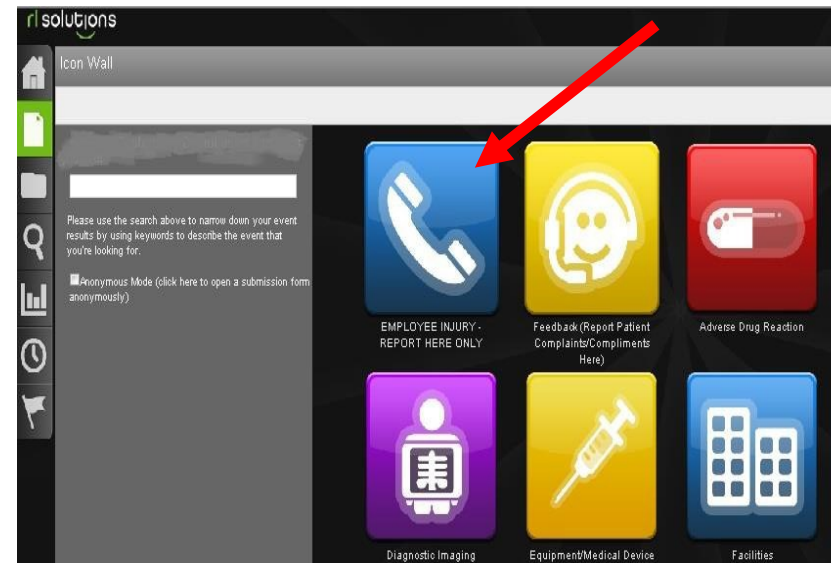 rl solutions
Icon Wall
Please use the search above to narrow down your event
results by using keywords to describe the event that
you're looking for.
Anonymous Mode (click here to open a submission form
anonymously)
EMPLOYEE INJURY -
REPORT HERE ONLY
Feedback (Report Patient
Complaints/Compliments
Here)
Adverse Drug Reaction
Diagnostic Imaging
Equipment/Medical Device
Facilities